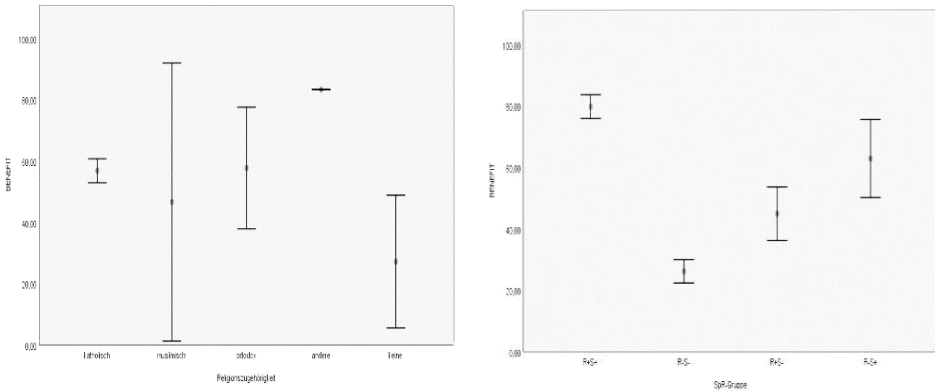 100,00
80,00
60,00
40,00
20,00
0,00
BENEFIT
katholisch
muslimisch
ortodox
andere
keine
Religionszugehörigkeit
100,00
80,00
60,00
40,00
20,00
0,00
BENEFIT
R+S+
R-S-
R+S-
R-S+
SpR-Gruppe